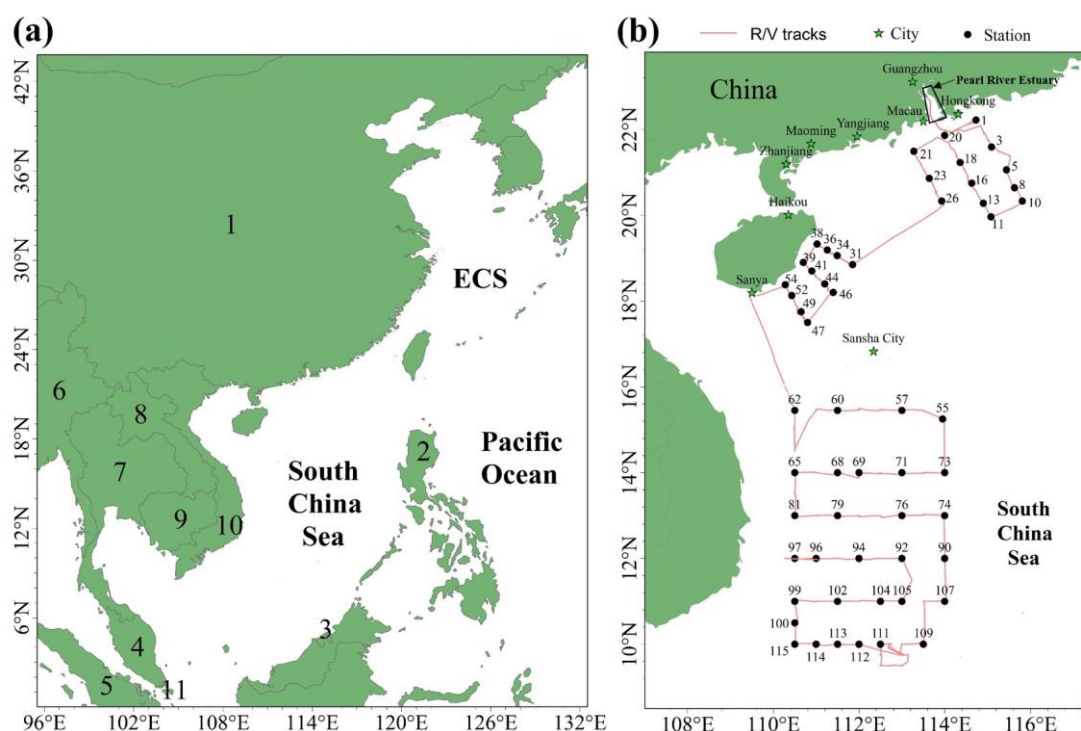 (a)
42°N
36°N
30°N
24°N
18°N
12°N
6°N
96°E 102°E 108°E 114°E 120°E 126°E 132°E
1
ECS
6
8
2
7
South
China
Sea
Pacific
Ocean
9
10
3
4
5
11
(b)
R/V tracks City Station
22°N
20°N
18°N
16°N
14°N
12°N
10°N
108°E 110°E 112°E 114°E 116°E
China
Guangzhou
Pearl River Estuary
Macau
Hongkong
Yangjiang
Maoming
Zhanjiang
Haikou
Sanya
Sansha City
1
20
3
21
18
5
23
16
8
26
13
10
11
38
36
34
31
39
41
44
46
54
52
49
47
62 60 57 55
65 68 69 71 73
81 79 76 74
97 96 94 92 90
99 102 104 105 107
100
115 114 113 112 111 109
South
China
Sea